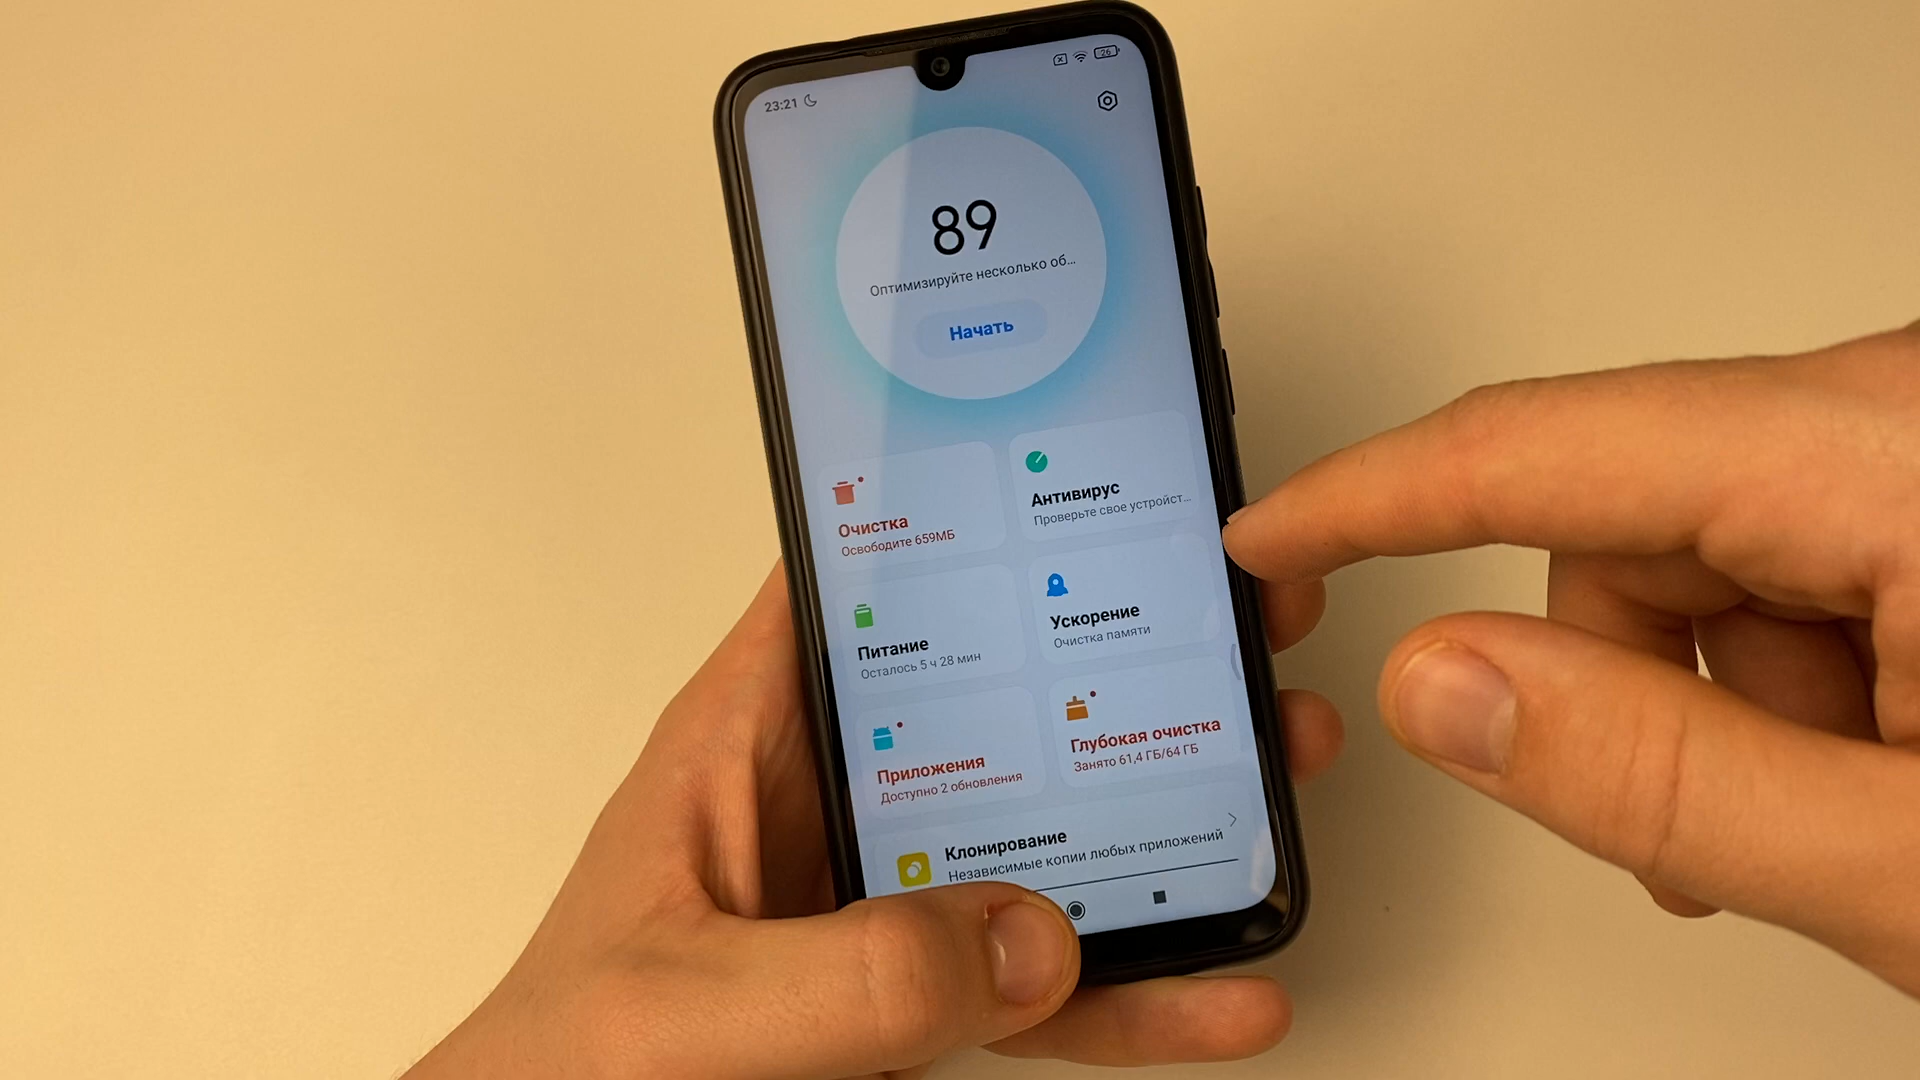 23:21
26
89
Оптимизируйте несколько об...
Начать
Очистка
Освободите 659МБ
Антивирус
Проверьте свое устройст...
Питание
Осталось 5 ч 28 мин
Ускорение
Очистка памяти
Приложения
Доступно 2 обновления
Глубокая очистка
Занято 61,4 ГБ/64 ГБ
Клонирование
Независимые копии любых приложений